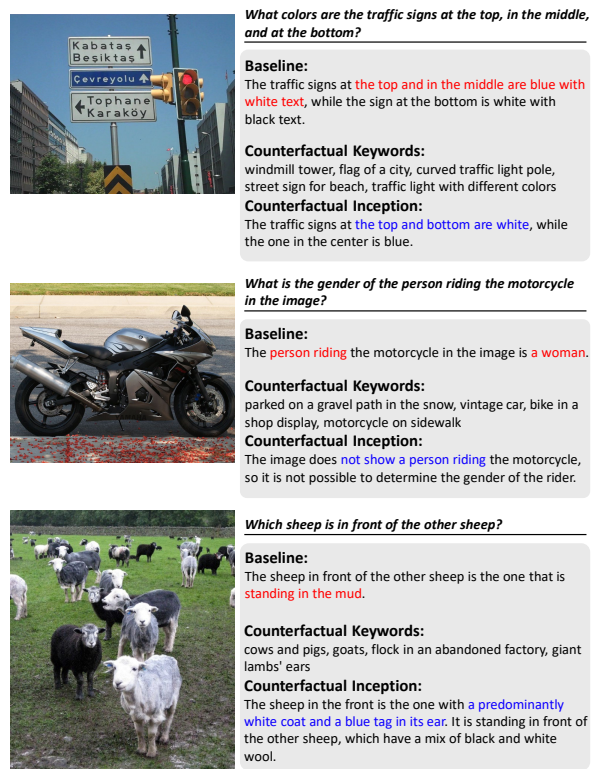 Kabataş
Beşiktaş
Çevreyolu
Tophane
Karaköy
What colors are the traffic signs at the top, in the middle,
and at the bottom?
Baseline:
The traffic signs at the top and in the middle are blue with
white text, while the sign at the bottom is white with
black text.
Counterfactual Keywords:
windmill tower, flag of a city, curved traffic light pole,
street sign for beach, traffic light with different colors
Counterfactual Inception:
The traffic signs at the top and bottom are white, while
the one in the center is blue.
What is the gender of the person riding the motorcycle
in the image?
Baseline:
The person riding the motorcycle in the image is a woman.
Counterfactual Keywords:
parked on a gravel path in the snow, vintage car, bike in a
shop display, motorcycle on sidewalk
Counterfactual Inception:
The image does not show a person riding the motorcycle,
so it is not possible to determine the gender of the rider.
Which sheep is in front of the other sheep?
Baseline:
The sheep in front of the other sheep is the one that is
standing in the mud.
Counterfactual Keywords:
cows and pigs, goats, flock in an abandoned factory, giant
lambs' ears
Counterfactual Inception:
The sheep in the front is the one with a predominantly
white coat and a blue tag in its ear. It is standing in front of
the other sheep, which have a mix of black and white
wool.